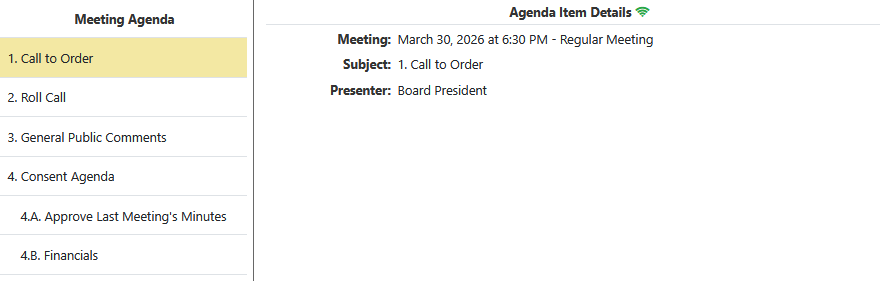 Meeting Agenda
1. Call to Order
2. Roll Call
3. General Public Comments
4. Consent Agenda
4.A. Approve Last Meeting's Minutes
4.B. Financials
Agenda Item Details
Meeting: March 30, 2026 at 6:30 PM - Regular Meeting
Subject: 1. Call to Order
Presenter: Board President